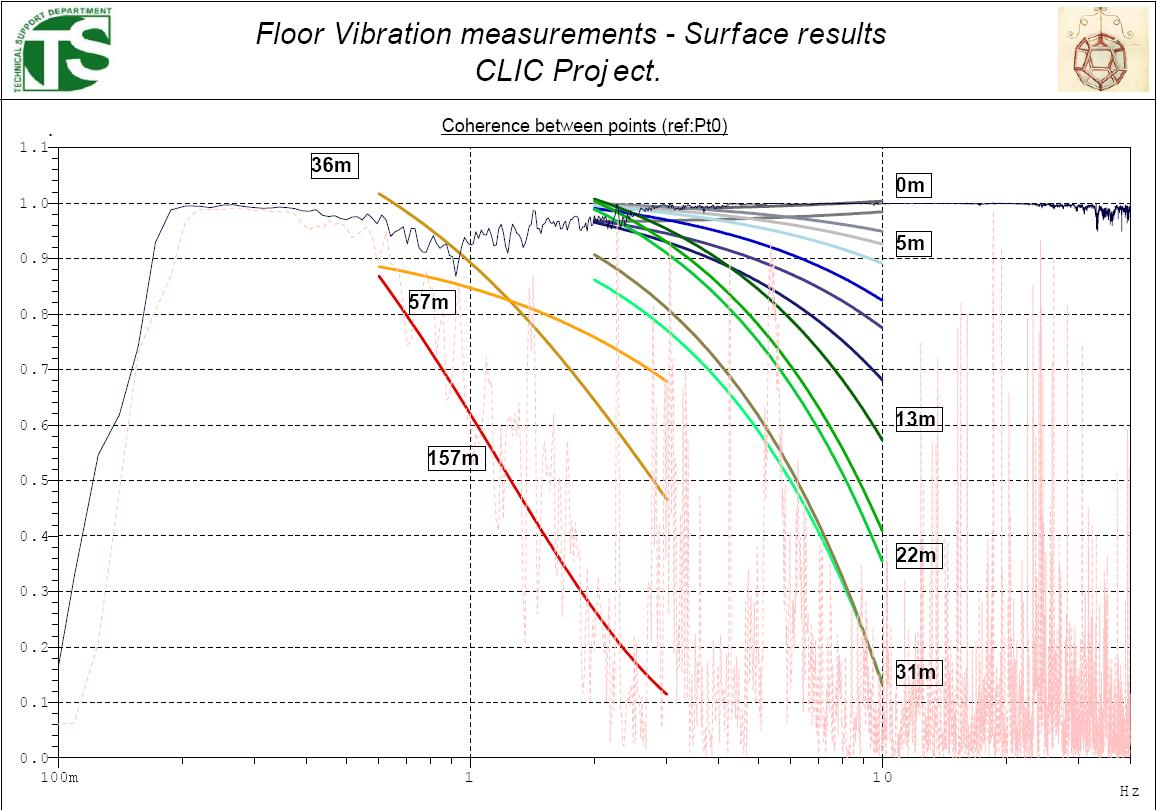 TECHNICAL SUPPORT DEPARTMENT
TS
Floor Vibration measurements - Surface results
CLIC Project.
Coherence between points (ref:Pt0)
1.1
1.0
0.9
0.8
0.7
0.6
0.5
0.4
0.3
0.2
0.1
0.0
36m
57m
157m
0m
5m
13m
22m
31m
100m
1
10
Hz